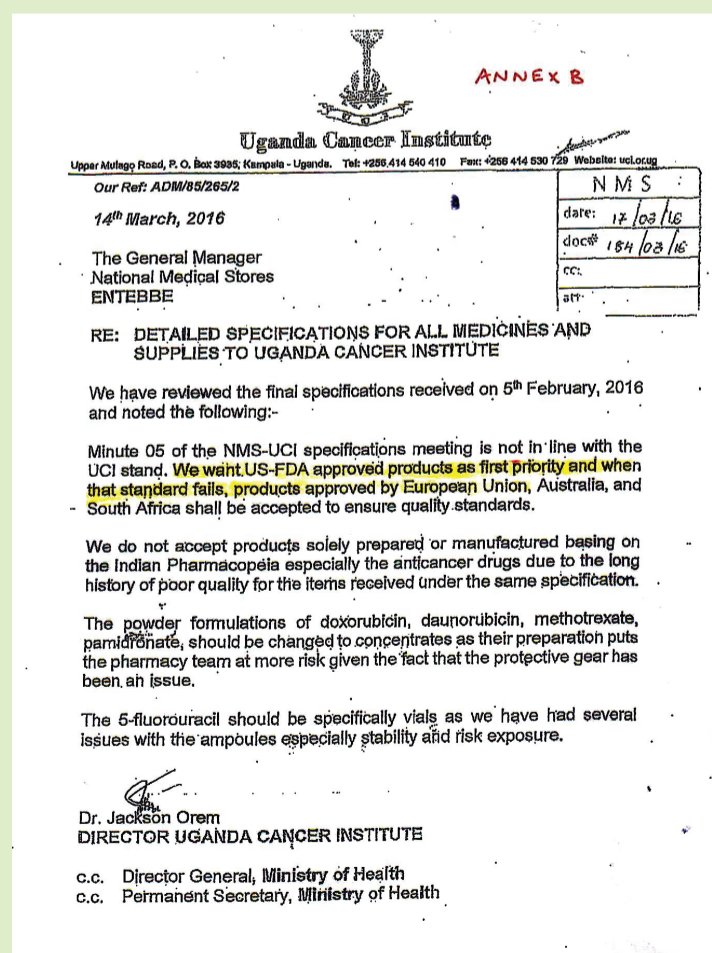 ANNEX B
Uganda Cancer Institute
Upper Mulago Road, P. O. Box 3935; Kampala - Uganda. Tel: +256.414 540 410 Fax: +256 414 530 729 Website: uci.or.ug
Our Ref: ADM/85/265/2
14th March, 2016
NMS
date: 17/03/16
doc# 184/03/16
cc:
att:
The General Manager
National Medical Stores
ENTEBBE
RE: DETAILED SPECIFICATIONS FOR ALL MEDICINES AND
SUPPLIES TO UGANDA CANCER INSTITUTE
We have reviewed the final specifications received on 5th February, 2016
and noted the following:-
Minute 05 of the NMS-UCI specifications meeting is not in line with the
UCI stand. We want US-FDA approved products as first priority and when
that standard fails, products approved by European Union, Australia, and
South Africa shall be accepted to ensure quality standards.
We do not accept products solely prepared or manufactured basing on
the Indian Pharmacopeia especially the anticancer drugs due to the long
history of poor quality for the items received under the same specification.
The powder formulations of doxorubicin, daunorubicin, methotrexate,
pamidronate, should be changed to concentrates as their preparation puts
the pharmacy team at more risk given the fact that the protective gear has
been an issue.
The 5-fluorouracil should be specifically vials as we have had several
issues with the ampoules especially stability and risk exposure.
Dr. Jackson Orem
DIRECTOR UGANDA CANCER INSTITUTE
c.c. Director General, Ministry of Health
c.c. Permanent Secretary, Ministry of Health